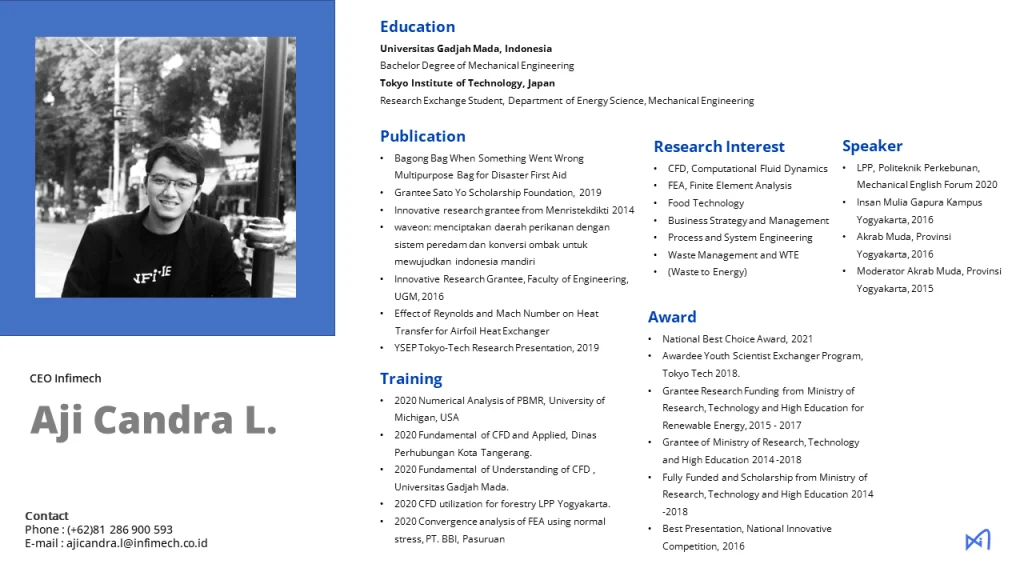 CEO Infimech
Aji Candra L.
Contact
Phone : (+62)81 286 900 593
E-mail : ajicandra.l@infimech.co.id
Education
Universitas Gadjah Mada, Indonesia
Bachelor Degree of Mechanical Engineering
Tokyo Institute of Technology, Japan
Research Exchange Student, Department of Energy Science, Mechanical Engineering
Publication
• Bagong Bag When Something Went Wrong
Multipurpose Bag for Disaster First Aid
• Grantee Sato Yo Scholarship Foundation, 2019
• Innovative research grantee from Menristekdikti 2014
• waveon: menciptakan daerah perikanan dengan
sistem peredam dan konversi ombak untuk
mewujudkan indonesia mandiri
• Innovative Research Grantee, Faculty of Engineering,
UGM, 2016
• Effect of Reynolds and Mach Number on Heat
Transfer for Airfoil Heat Exchanger
• YSEP Tokyo-Tech Research Presentation, 2019
Training
• 2020 Numerical Analysis of PBMR, University of
Michigan, USA
• 2020 Fundamental of CFD and Applied, Dinas
Perhubungan Kota Tangerang.
• 2020 Fundamental of Understanding of CFD ,
Universitas Gadjah Mada.
• 2020 CFD utilization for forestry LPP Yogyakarta.
• 2020 Convergence analysis of FEA using normal
stress, PT. BBI, Pasuruan
Research Interest
• CFD, Computational Fluid Dynamics
• FEA, Finite Element Analysis
• Food Technology
• Business Strategy and Management
• Process and System Engineering
• Waste Management and WTE
• (Waste to Energy)
Speaker
• LPP, Politeknik Perkebunan,
Mechanical English Forum 2020
• Insan Mulia Gapura Kampus
Yogyakarta, 2016
• Akrab Muda, Provinsi
Yogyakarta, 2016
• Moderator Akrab Muda, Provinsi
Yogyakarta, 2015
Award
• National Best Choice Award, 2021
• Awardee Youth Scientist Exchanger Program,
Tokyo Tech 2018.
• Grantee Research Funding from Ministry of
Research, Technology and High Education for
Renewable Energy, 2015 - 2017
• Grantee of Ministry of Research, Technology
and High Education 2014 -2018
• Fully Funded and Scholarship from Ministry of
Research, Technology and High Education 2014
-2018
• Best Presentation, National Innovative
Competition, 2016